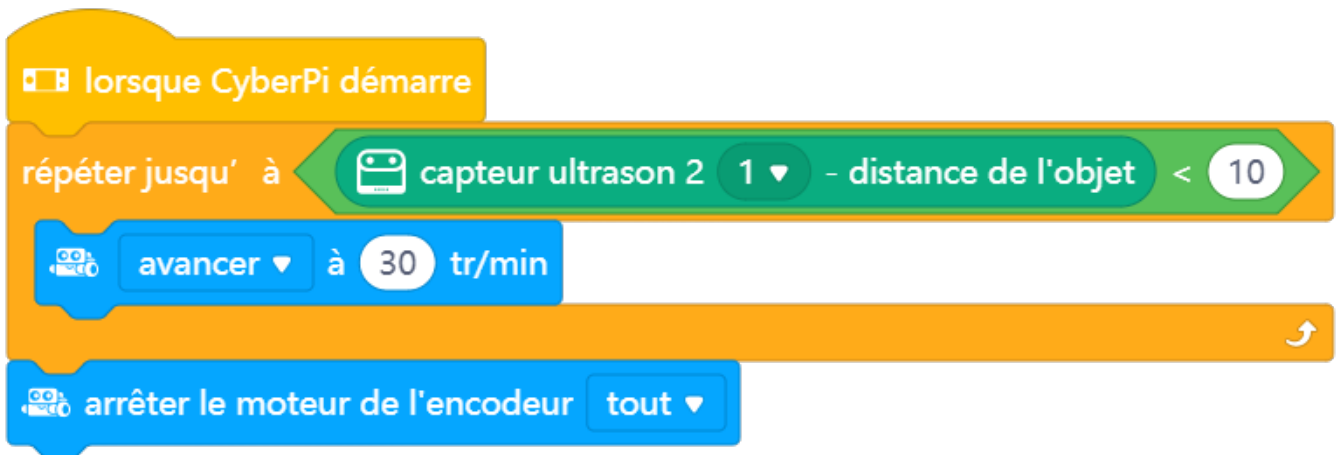 lorsque CyberPi démarre
répéter jusqu’ à capteur ultrason 2 1 - distance de l'objet < 10
avancer à 30 tr/min
arrêter le moteur de l'encodeur tout